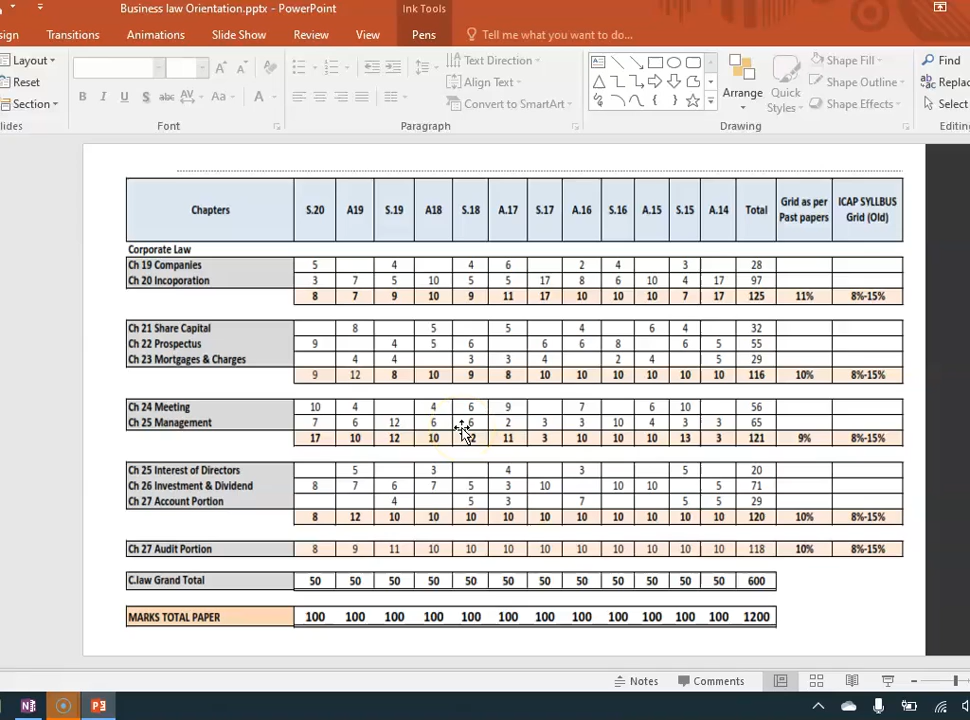 Business law Orientation.pptx - PowerPoint
Ink Tools
sign Transitions Animations Slide Show Review View Pens Tell me what you want to do...
Layout Text Direction Shape Fill Find
Reset Align Text Arrange Quick Styles Shape Outline Replac
Section B I U S abc AV Aa A Convert to SmartArt Shape Effects Select
lides Font Paragraph Drawing Editing
Chapters S.20 A19 S.19 A18 S.18 A.17 S.17 A.16 S.16 A.15 S.15 A.14 Total Grid as per Past papers ICAP SYLLBUS Grid (Old)
Corporate Law
Ch 19 Companies 5 4 4 6 2 4 3 28
Ch 20 Incoporation 3 7 5 10 5 5 17 8 6 10 4 17 97
8 7 9 10 9 11 17 10 10 10 7 17 125 11% 8%-15%
Ch 21 Share Capital 8 5 5 4 6 4 32
Ch 22 Prospectus 9 4 5 6 6 6 8 6 5 55
Ch 23 Mortgages & Charges 4 4 3 3 4 2 4 5 29
9 12 8 10 9 8 10 10 10 10 10 10 116 10% 8%-15%
Ch 24 Meeting 10 4 4 6 9 7 6 10 56
Ch 25 Management 7 6 12 6 6 2 3 3 10 4 3 3 65
17 10 12 10 2 11 3 10 10 10 13 3 121 9% 8%-15%
Ch 25 Interest of Directors 5 3 4 3 5 20
Ch 26 Investment & Dividend 8 7 6 7 5 3 10 10 10 5 71
Ch 27 Account Portion 4 5 3 7 5 5 29
8 12 10 10 10 10 10 10 10 10 10 10 120 10% 8%-15%
Ch 27 Audit Portion 8 9 11 10 10 10 10 10 10 10 10 10 118 10% 8%-15%
C.law Grand Total 50 50 50 50 50 50 50 50 50 50 50 50 600
MARKS TOTAL PAPER 100 100 100 100 100 100 100 100 100 100 100 100 1200
Notes Comments